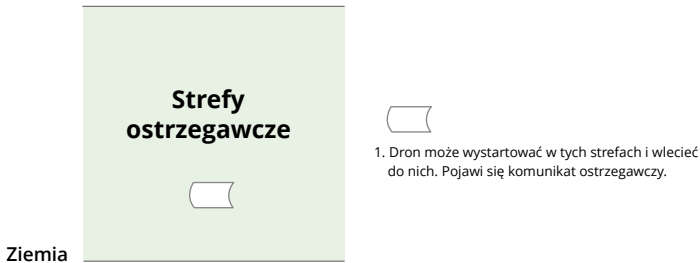 Strefy
ostrzegawcze
1. Dron może wystartować w tych strefach i wlecieć
do nich. Pojawi się komunikat ostrzegawczy.
Ziemia